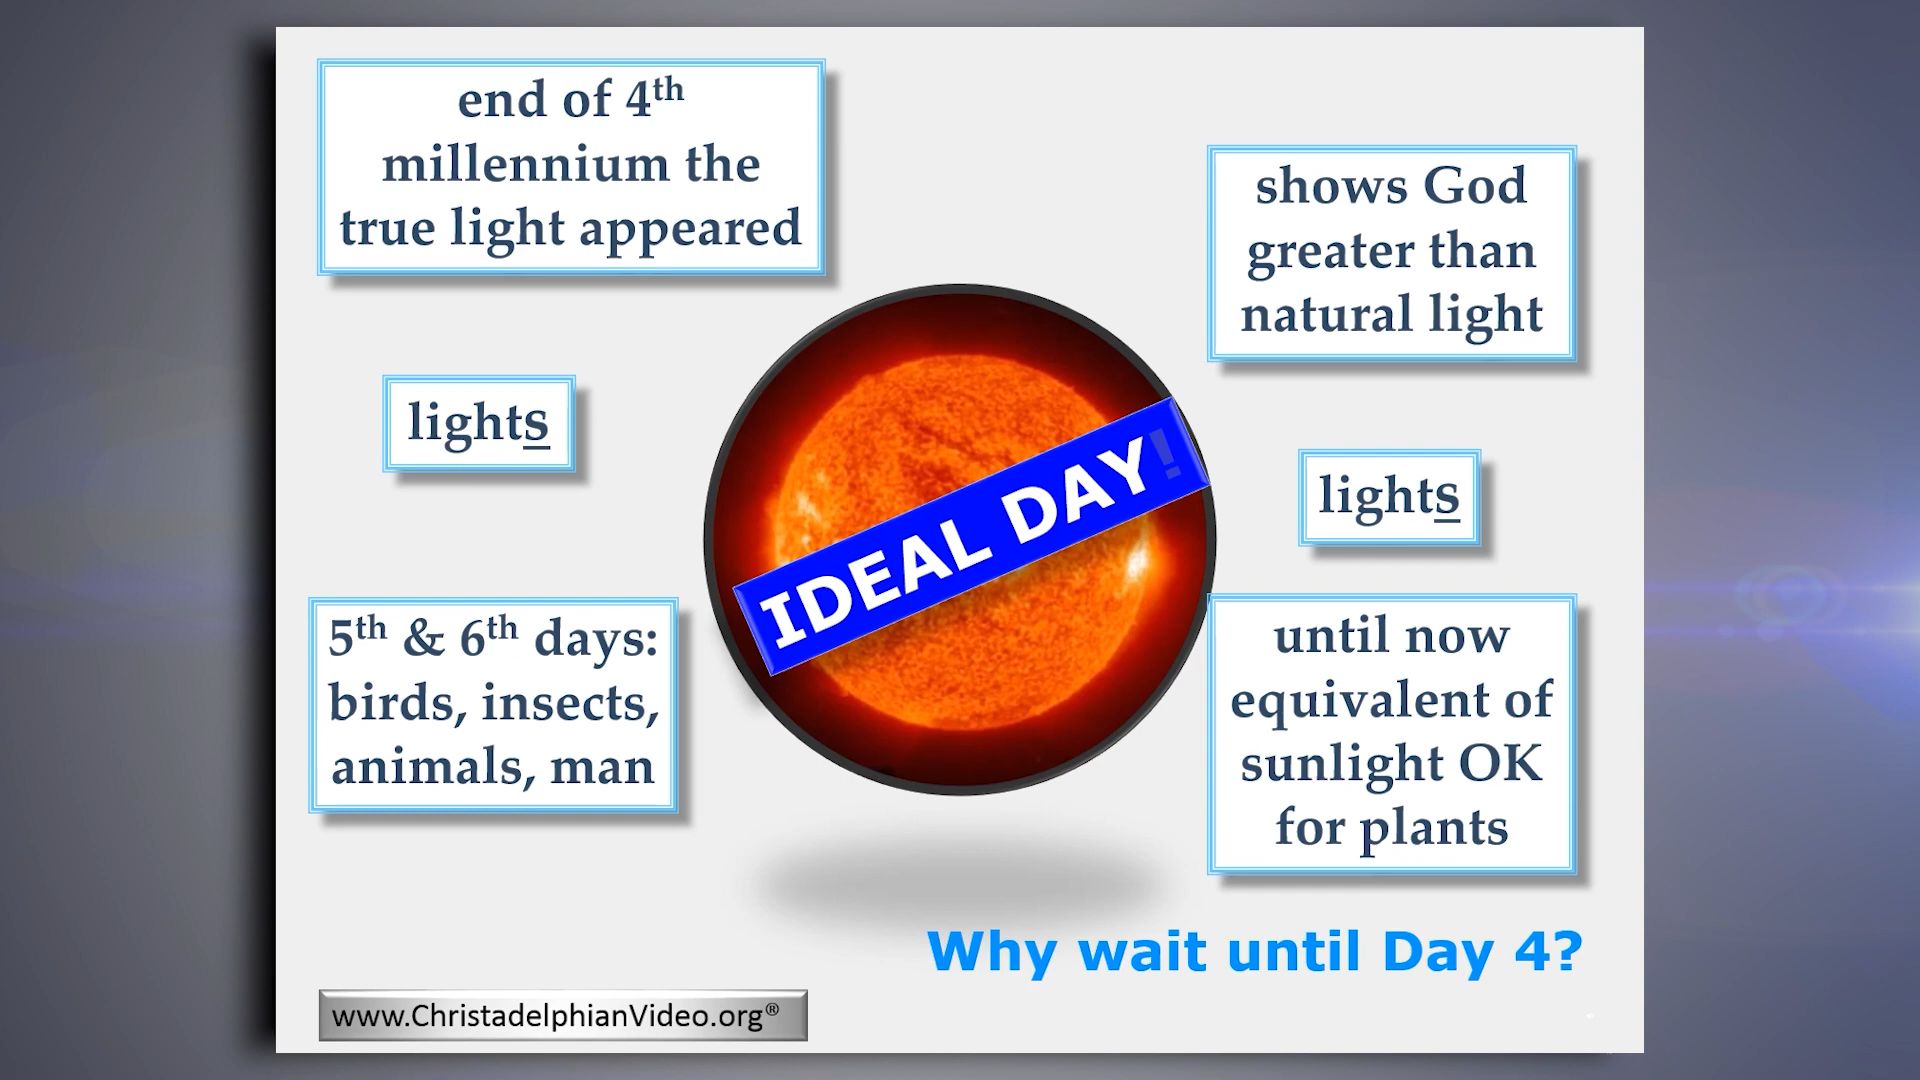 end of 4th
millennium the
true light appeared
shows God
greater than
natural light
lights
lights
IDEAL DAY!
5th & 6th days:
birds, insects,
animals, man
until now
equivalent of
sunlight OK
for plants
Why wait until Day 4?
www.ChristadelphianVideo.org®